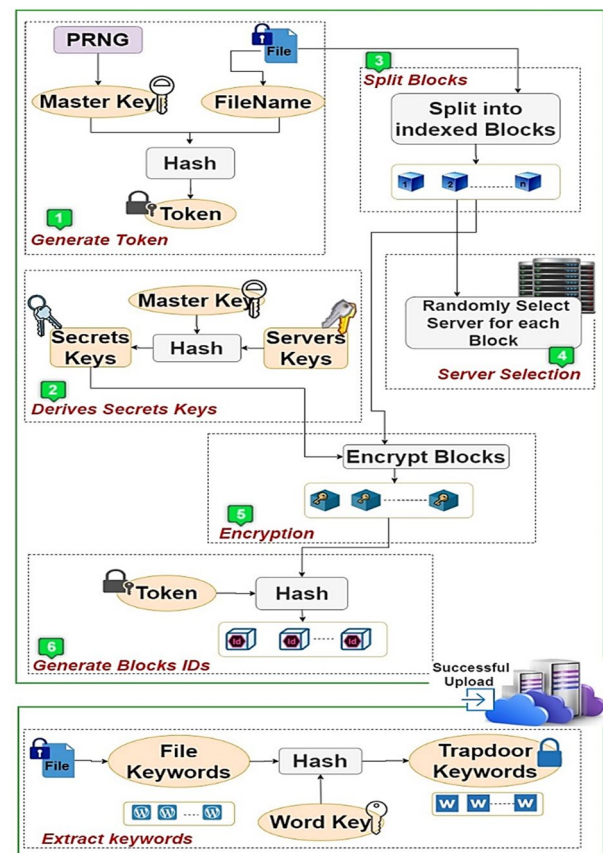 PRNG
File
Master Key
FileName
Hash
Token
1
Generate Token
3
Split Blocks
Split into
indexed Blocks
1
2
n
Master Key
Secrets
Keys
Hash
Servers
Keys
2
Derives Secrets Keys
Randomly Select
Server for each
Block
4
Server Selection
Encrypt Blocks
5
Encryption
Token
Hash
Id
Id
Id
6
Generate Blocks IDs
Successful
Upload
File
File
Keywords
Hash
Trapdoor
Keywords
W
W
W
W
W
W
Word Key
Extract keywords